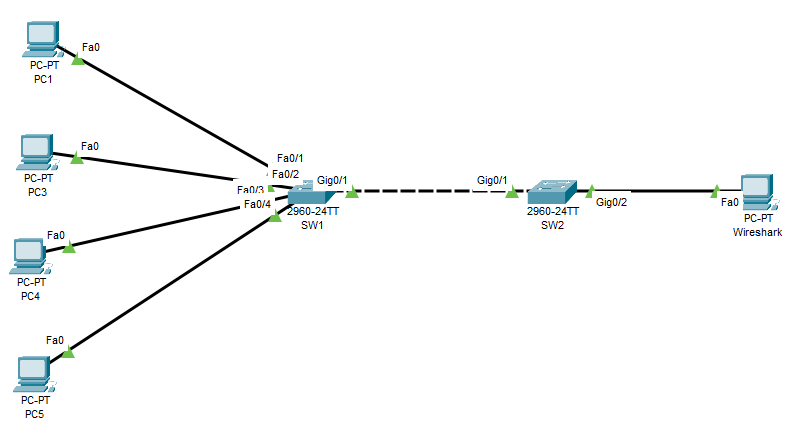 Fa0
PC-PT
PC1
Fa0
PC-PT
PC3
Fa0
PC-PT
PC4
Fa0
PC-PT
PC5
Fa0/1
Fa0/2
Fa0/3
Fa0/4
Gig0/1
2960-24TT
SW1
Gig0/1
2960-24TT
SW2
Gig0/2
Fa0
PC-PT
Wireshark